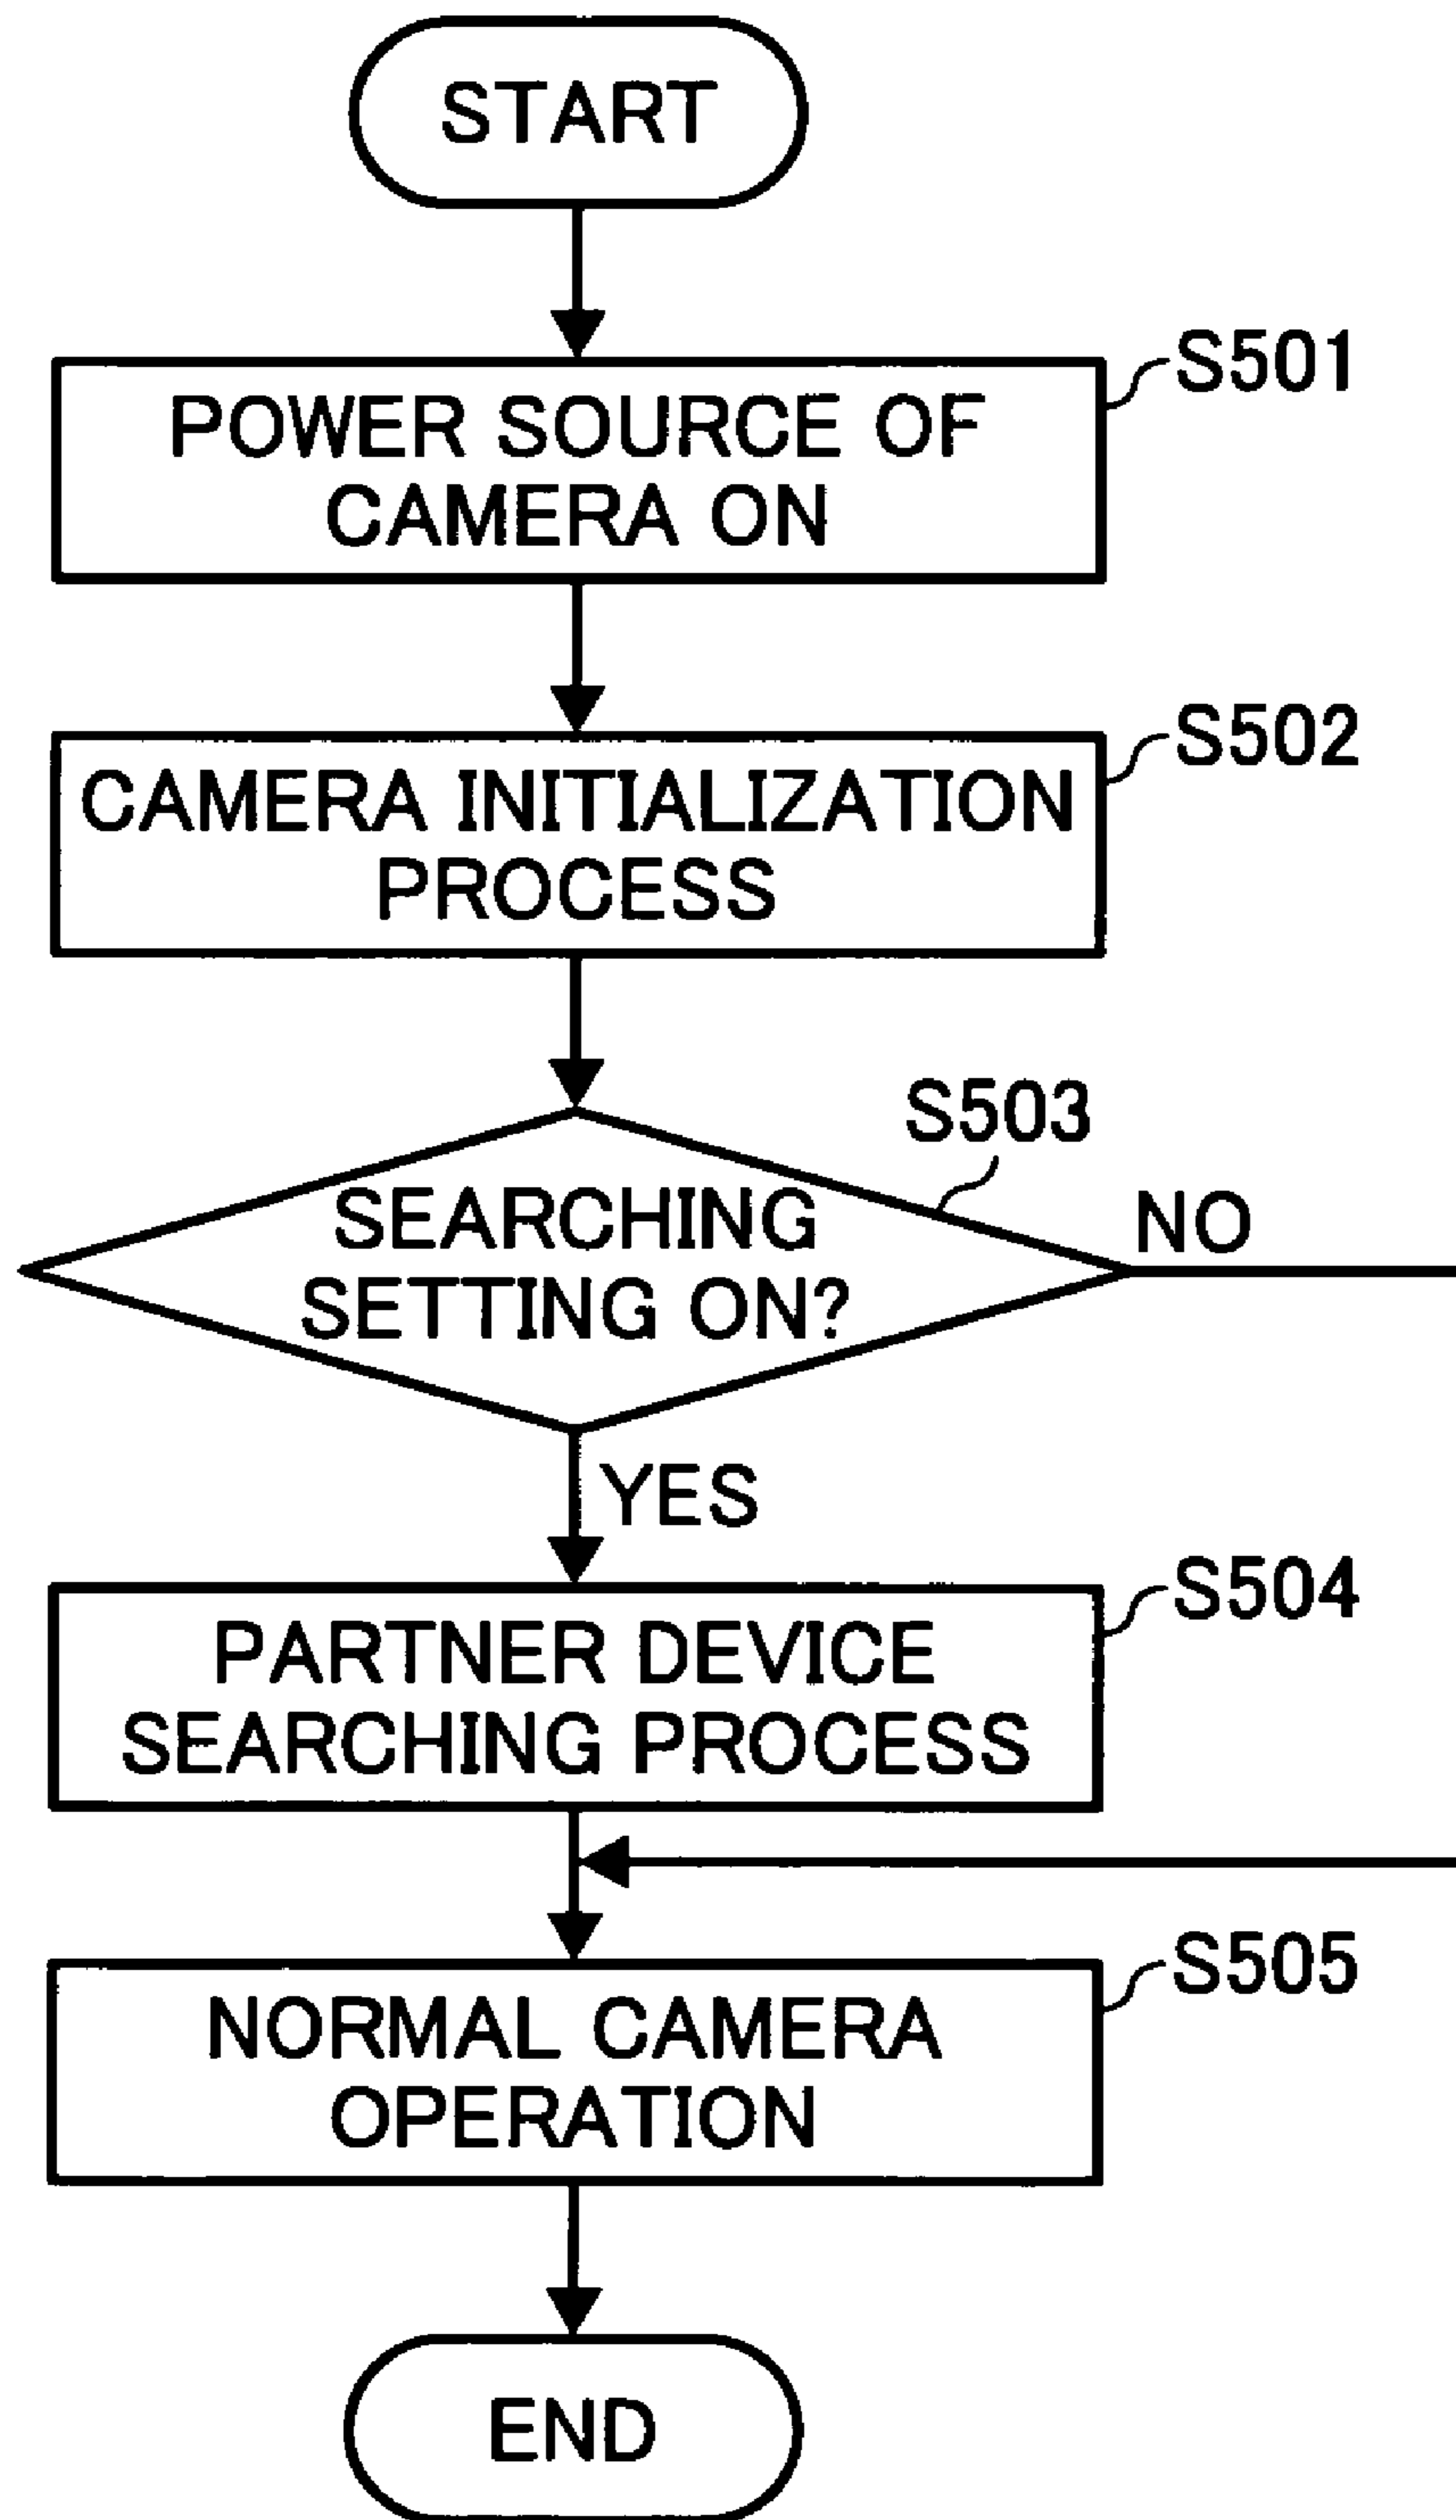 START
S501
POWER SOURCE OF
CAMERA ON
S502
CAMERA INITIALIZATION
PROCESS
S503
SEARCHING
SETTING ON?
NO
YES
S504
PARTNER DEVICE
SEARCHING PROCESS
S505
NORMAL CAMERA
OPERATION
END